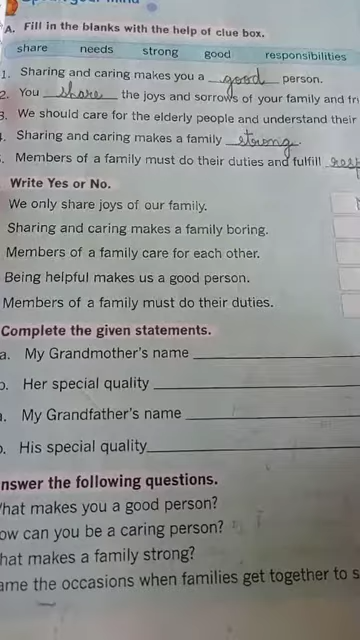 A. Fill in the blanks with the help of clue box.
share needs strong good responsibilities
1. Sharing and caring makes you a good person.
2. You share the joys and sorrows of your family and
3. We should care for the elderly people and understand their
Sharing and caring makes a family strong.
Members of a family must do their duties and fulfill
Write Yes or No.
We only share joys of our family.
Sharing and caring makes a family boring.
Members of a family care for each other.
Being helpful makes us a good person.
Members of a family must do their duties.
Complete the given statements.
a. My Grandmother's name
Her special quality
My Grandfather's name
His special quality
the following questions.
makes you a good person?
can you be a caring person?
makes a family strong?
the occasions when families get together to